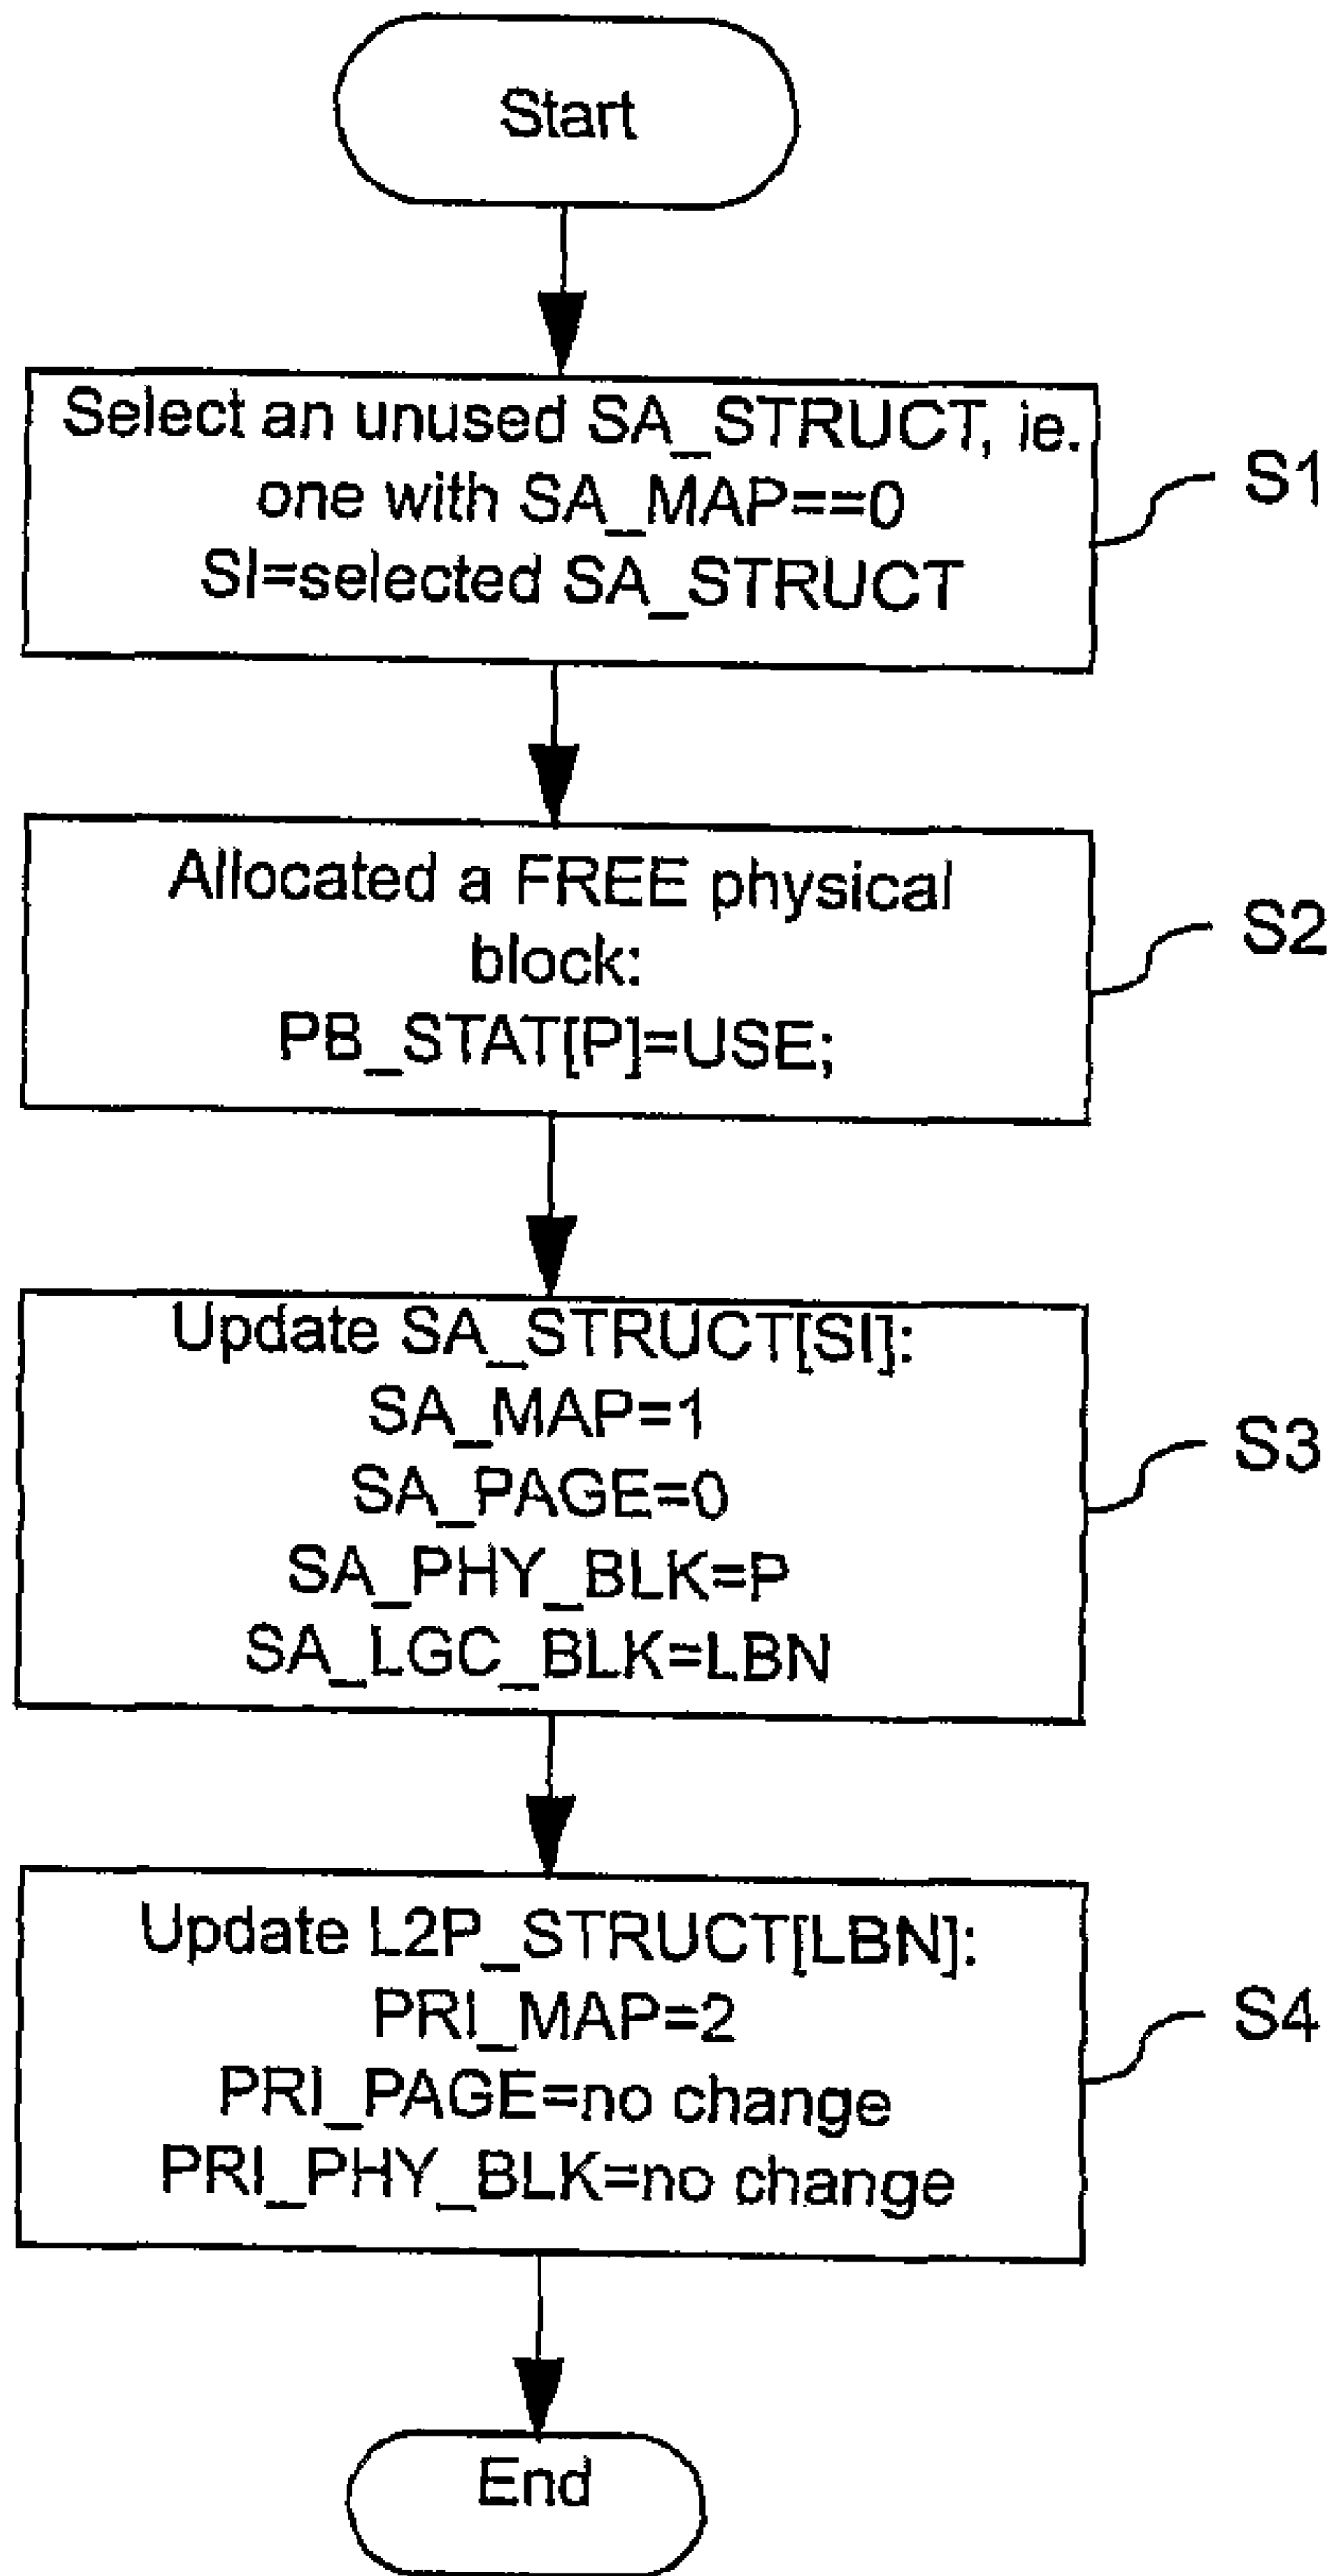 Start
Select an unused SA_STRUCT, ie.
one with SA_MAP==0
SI=selected SA_STRUCT
S1
Allocated a FREE physical
block:
PB_STAT[P]=USE;
S2
Update SA_STRUCT[SI]:
SA_MAP=1
SA_PAGE=0
SA_PHY_BLK=P
SA_LGC_BLK=LBN
S3
Update L2P_STRUCT[LBN]:
PRI_MAP=2
PRI_PAGE=no change
PRI_PHY_BLK=no change
S4
End